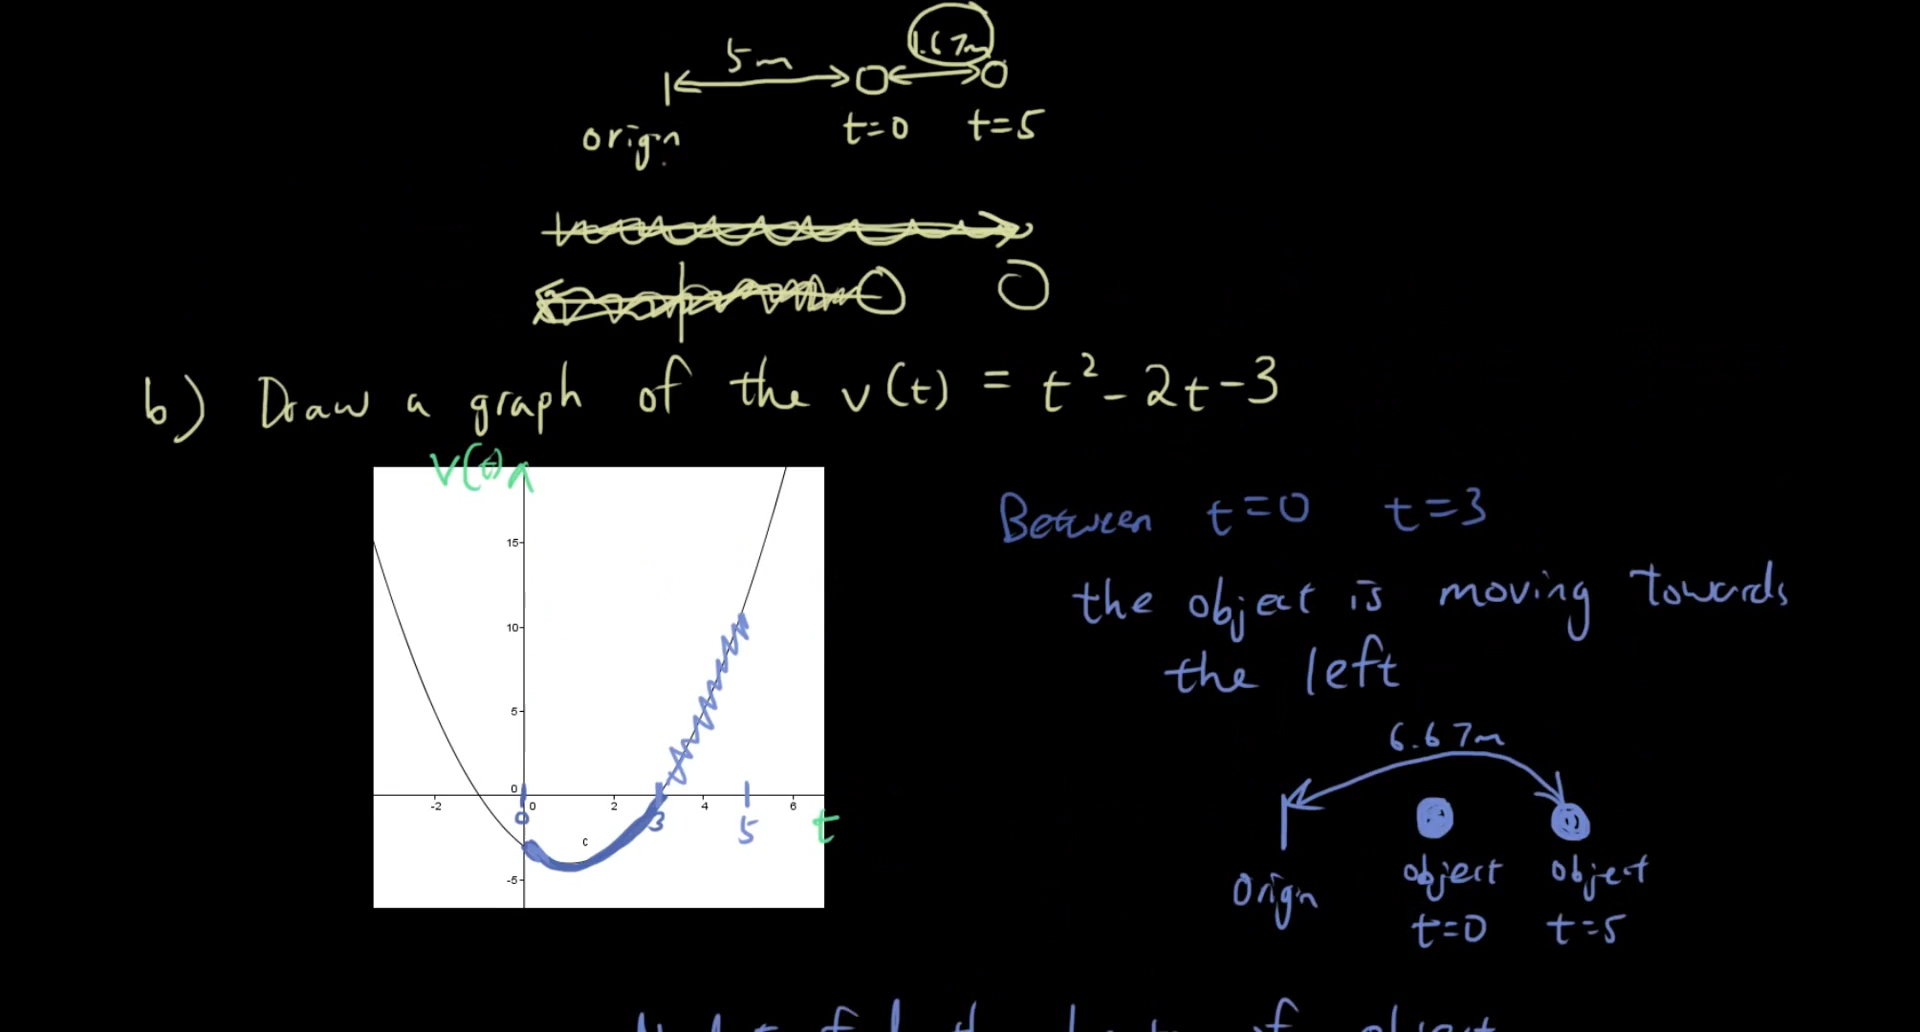 1.67m
5m
origin t=0 t=5
b) Draw a graph of the v(t) = t² - 2t - 3
v(t)
15
10
5
0
-2 0 2 4 6
0 3 5 t
c
-5
Between t=0 t=3
the object is moving towards
the left
6.67m
origin object object
t=0 t=5
of object